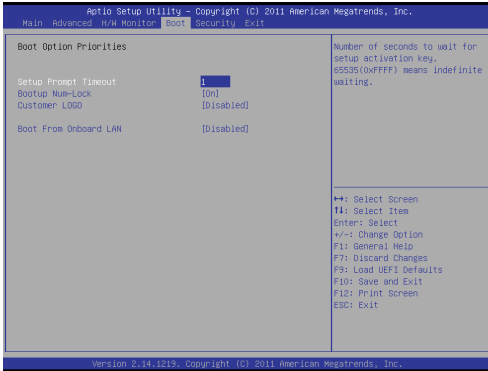 Aptio Setup Utility – Copyright (C) 2011 American Megatrends, Inc.
Main Advanced H/W Monitor Boot Security Exit
Boot Option Priorities
Setup Prompt Timeout 1
Bootup Num-Lock [On]
Customer LOGO [Disabled]
Boot From Onboard LAN [Disabled]
Number of seconds to wait for
setup activation key.
65535(0xFFFF) means indefinite
waiting.
↔: Select Screen
↑↓: Select Item
Enter: Select
+/-: Change Option
F1: General Help
F7: Discard Changes
F9: Load UEFI Defaults
F10: Save and Exit
F12: Print Screen
ESC: Exit
Version 2.14.1219. Copyright (C) 2011 American Megatrends, Inc.